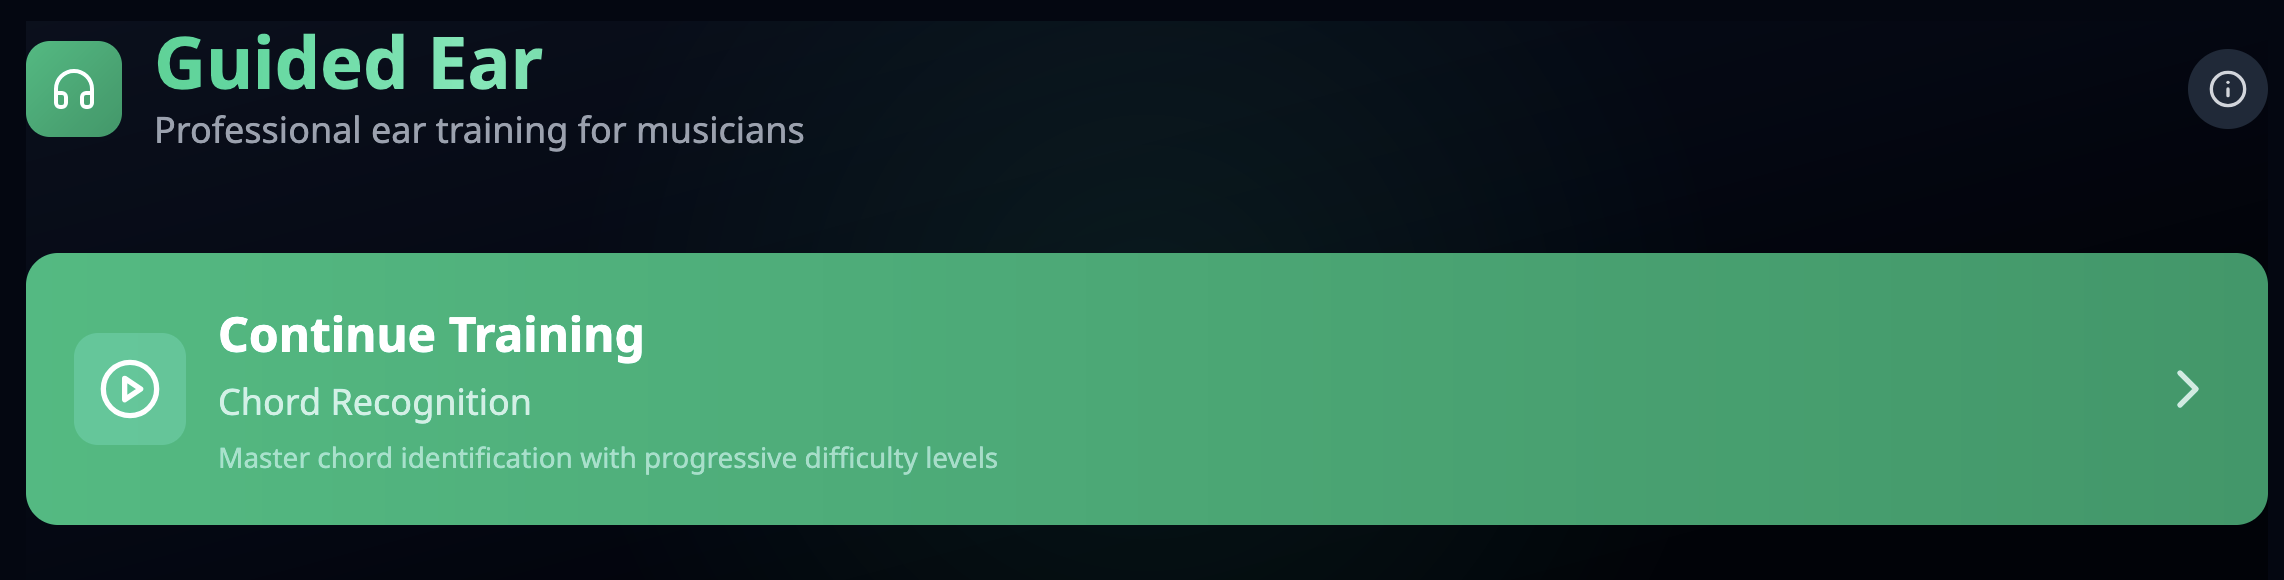 Guided Ear
Professional ear training for musicians
Continue Training
Chord Recognition
Master chord identification with progressive difficulty levels